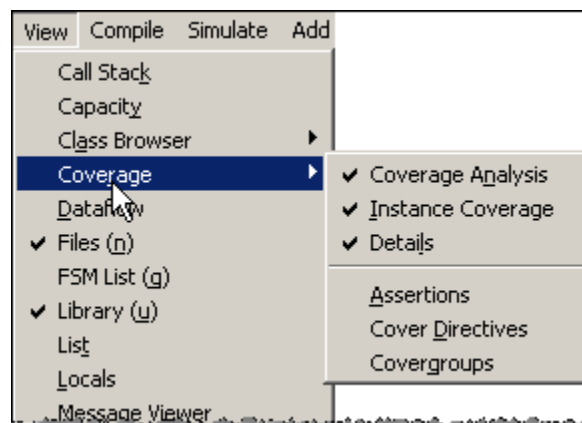 View Compile Simulate Add
Call Stack
Capacity
Class Browser
Coverage
Dataflow
Files (n)
FSM List (g)
Library (u)
List
Locals
Message Viewer
Coverage Analysis
Instance Coverage
Details
Assertions
Cover Directives
Covergroups